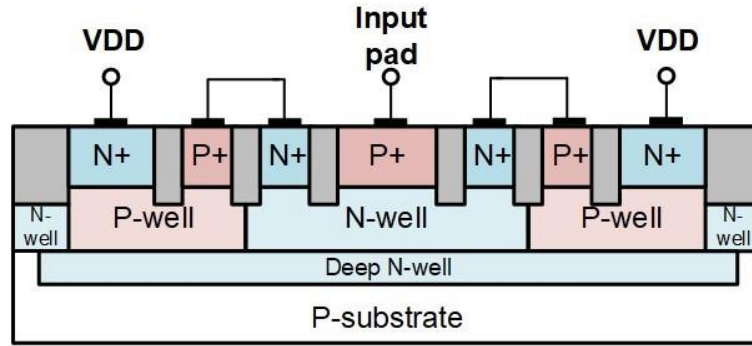 VDD
Input
pad
VDD
N+
P+
N+
P+
N+
P+
N+
N-
well
P-well
N-well
P-well
N-
well
Deep N-well
P-substrate